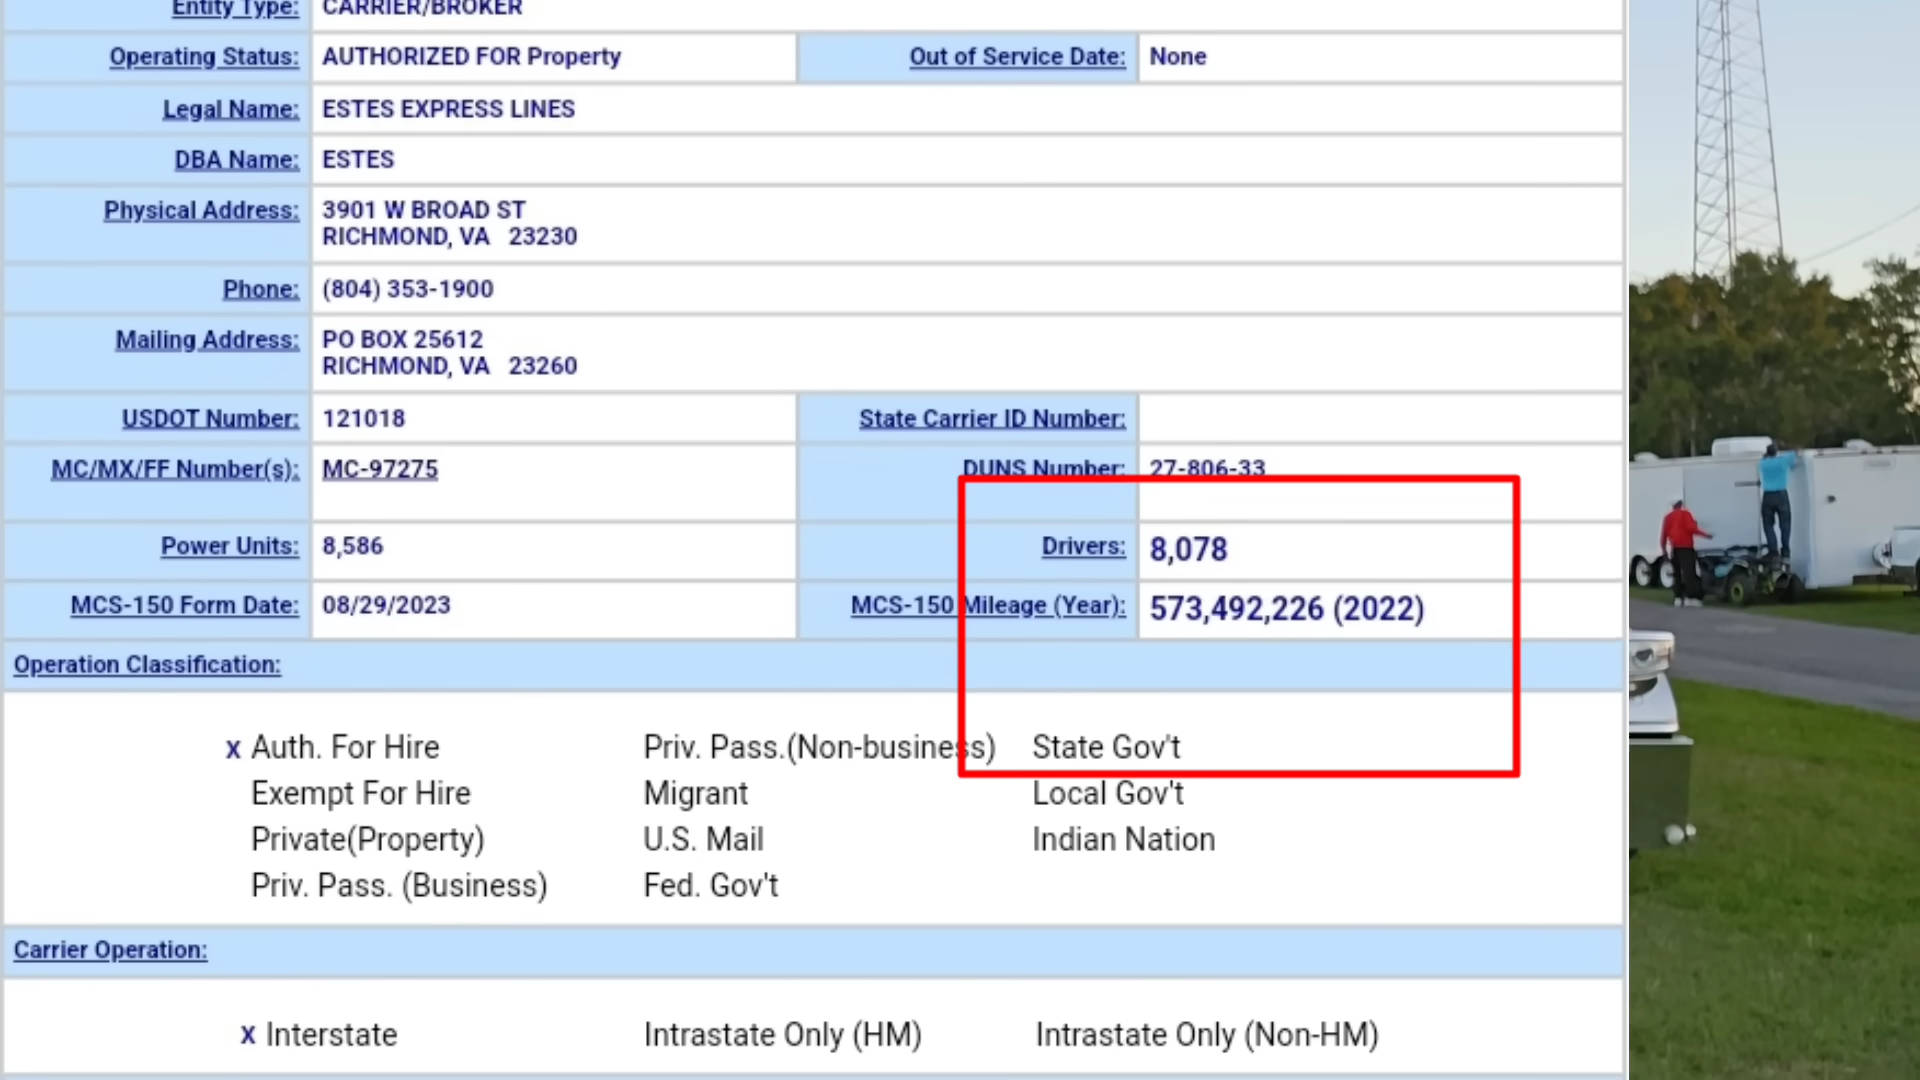 Entity Type: CARRIER/BROKER
Operating Status: AUTHORIZED FOR Property Out of Service Date: None
Legal Name: ESTES EXPRESS LINES
DBA Name: ESTES
Physical Address: 3901 W BROAD ST
RICHMOND, VA 23230
Phone: (804) 353-1900
Mailing Address: PO BOX 25612
RICHMOND, VA 23260
USDOT Number: 121018 State Carrier ID Number:
MC/MX/FF Number(s): MC-97275 DUNS Number: 27-806-33
Power Units: 8,586 Drivers: 8,078
MCS-150 Form Date: 08/29/2023 MCS-150 Mileage (Year): 573,492,226 (2022)
Operation Classification:
x Auth. For Hire Priv. Pass.(Non-business) State Gov't
Exempt For Hire Migrant Local Gov't
Private(Property) U.S. Mail Indian Nation
Priv. Pass. (Business) Fed. Gov't
Carrier Operation:
x Interstate Intrastate Only (HM) Intrastate Only (Non-HM)